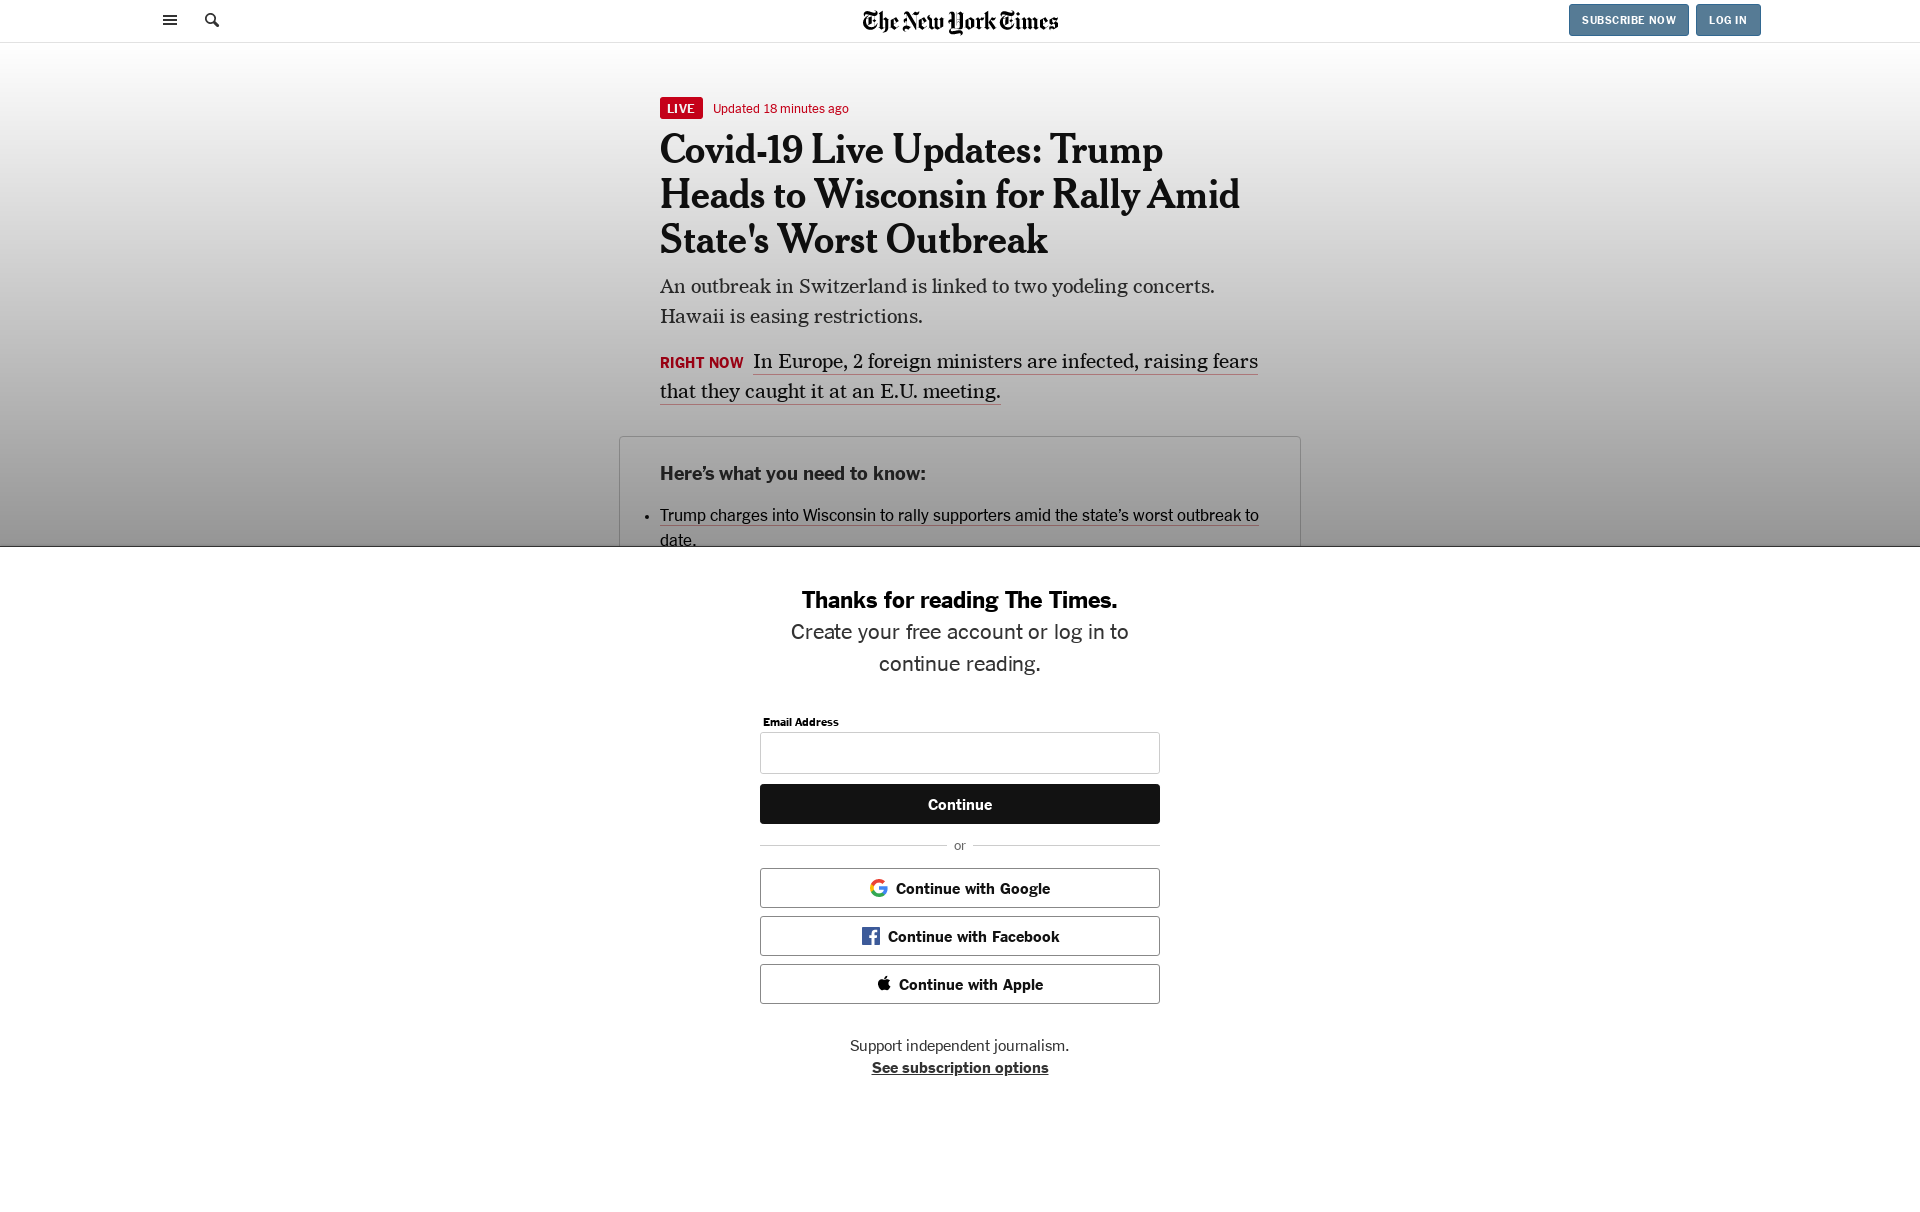 The New York Times
SUBSCRIBE NOW
LOG IN
LIVE Updated 18 minutes ago
Covid-19 Live Updates: Trump
Heads to Wisconsin for Rally Amid
State's Worst Outbreak
An outbreak in Switzerland is linked to two yodeling concerts.
Hawaii is easing restrictions.
RIGHT NOW In Europe, 2 foreign ministers are infected, raising fears
that they caught it at an E.U. meeting.
Here’s what you need to know:
• Trump charges into Wisconsin to rally supporters amid the state’s worst outbreak to
date.
Thanks for reading The Times.
Create your free account or log in to
continue reading.
Email Address
Continue
or
Continue with Google
Continue with Facebook
Continue with Apple
Support independent journalism.
See subscription options